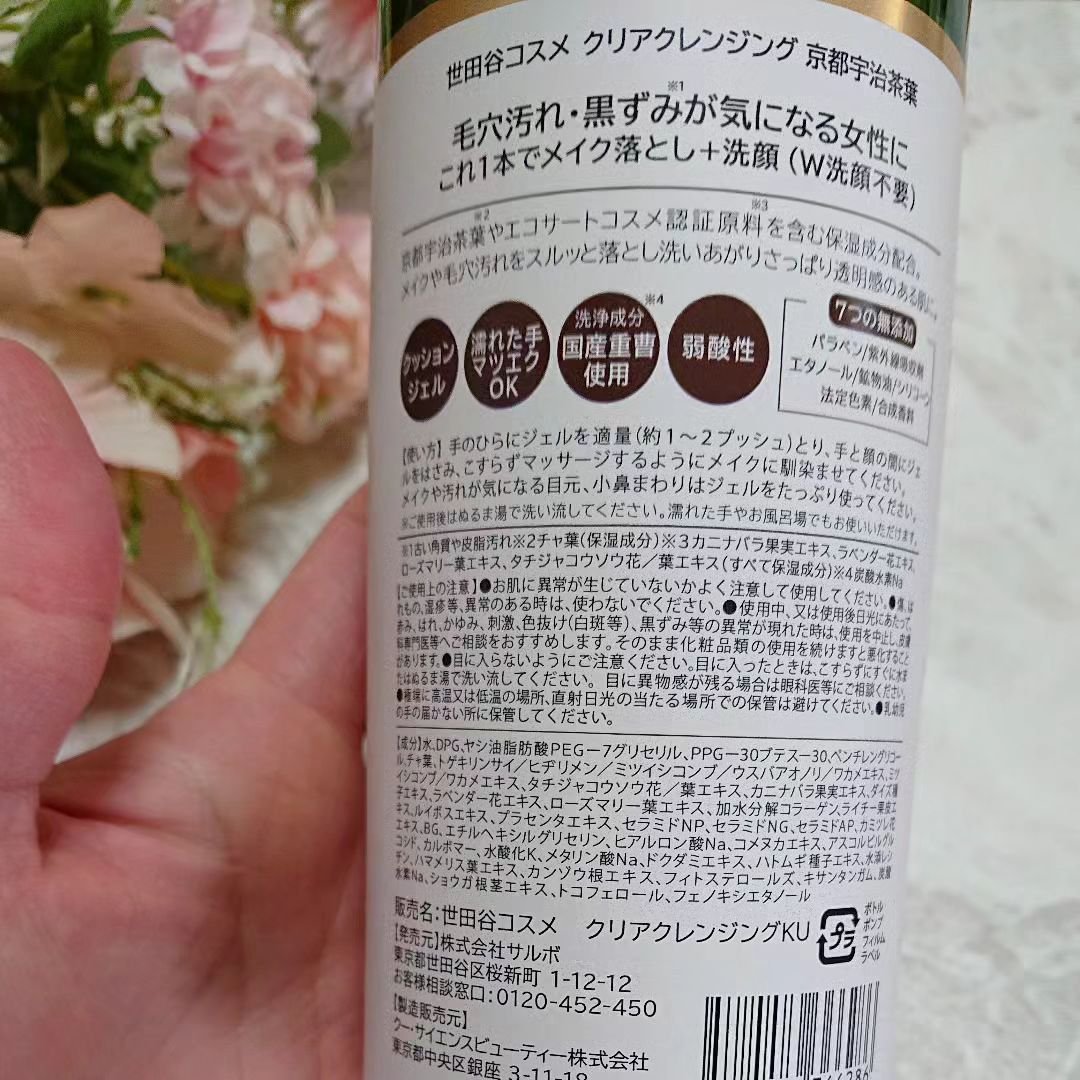 世田谷コスメ クリアクレンジング 京都宇治茶葉
毛穴汚れ・黒ずみ※1が気になる女性に
これ1本でメイク落とし＋洗顔（W洗顔不要）
京都宇治茶葉※2やエコサートコスメ認証原料※3を含む保湿成分配合。
メイクや毛穴汚れをスルッと落とし洗いあがりさっぱり透明感のある肌に。
クッション
ジェル
濡れた手
マツエク
OK
洗浄成分※4
国産重曹
使用
弱酸性
7つの無添加
パラベン/紫外線吸収剤
エタノール/鉱物油/シリコーン
法定色素/合成香料
【使い方】手のひらにジェルを適量（約1～2プッシュ）とり、手と顔の間にジェ
ルをはさみ、こすらずマッサージするようにメイクに馴染ませてください。
メイクや汚れが気になる目元、小鼻まわりはジェルをたっぷり使ってください。
※ご使用後はぬるま湯で洗い流してください。濡れた手やお風呂場でもお使いいただけます。
※1古い角質や皮脂汚れ※2チャ葉（保湿成分）※3カニナバラ果実エキス、ラベンダー花エキス、
ローズマリー葉エキス、タチジャコウソウ花／葉エキス（すべて保湿成分）※4炭酸水素Na
【ご使用上の注意】●お肌に異常が生じていないかよく注意して使用してください。●傷、は
れもの、湿疹等、異常のある時は、使わないでください。●使用中、又は使用後日光にあたって、
赤み、はれ、かゆみ、刺激、色抜け（白斑等）、黒ずみ等の異常が現れた時は、使用を中止し、皮膚
科専門医等へご相談をおすすめします。そのまま化粧品類の使用を続けますと悪化すること
があります。●目に入らないようにご注意ください。目に入ったときは、こすらずにすぐに水ま
たはぬるま湯で洗い流してください。目に異物感が残る場合は眼科医等にご相談ください。
●極端に高温又は低温の場所、直射日光の当たる場所での保管は避けてください。●乳幼児
の手の届かない所に保管してください。
【成分】水、DPG、ヤシ油脂肪酸PEG－7グリセリル、PPG－30ブテス－30、ペンチレングリコー
ル、チャ葉、トゲキリンサイ／ヒヂリメン／ミツイシコンブ／ウスバアオノリ／ワカメエキス、ミツ
イシコンブ／ワカメエキス、タチジャコウソウ花／葉エキス、カニナバラ果実エキス、ダイズ種
子エキス、ラベンダー花エキス、ローズマリー葉エキス、加水分解コラーゲン、ライチー果皮エ
キス、ルイボスエキス、プラセンタエキス、セラミドNP、セラミドNG、セラミドAP、カミツレ花
エキス、BG、エチルヘキシルグリセリン、ヒアルロン酸Na、コメヌカエキス、アスコルビルグル
コシド、カルボマー、水酸化K、メタリン酸Na、ドクダミエキス、ハトムギ種子エキス、水添レシ
チン、ハマメリス葉エキス、カンゾウ根エキス、フィトステロールズ、キサンタンガム、炭酸
水素Na、ショウガ根茎エキス、トコフェロール、フェノキシエタノール
販売名：世田谷コスメ　クリアクレンジングKU
プラ
ボトル
ポンプ
フィルム
ラベル
【発売元】株式会社サルボ
東京都世田谷区桜新町 1-12-12
お客様相談窓口：0120-452-450
【製造販売元】
クー・サイエンスビューティー株式会社
東京都中央区銀座 3-11-18